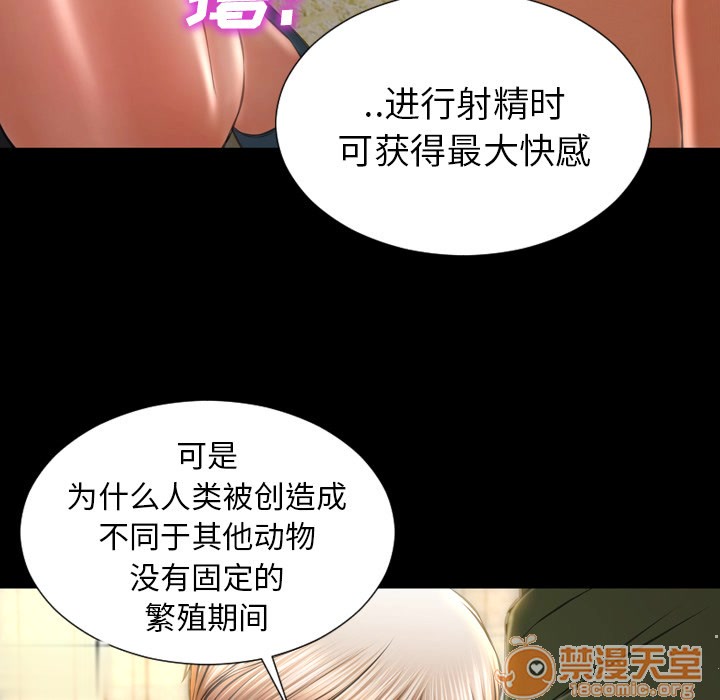 ..进行射精时
可获得最大快感
可是
为什么人类被创造成
不同于其他动物
没有固定的
繁殖期间
禁漫天堂
18comic.org